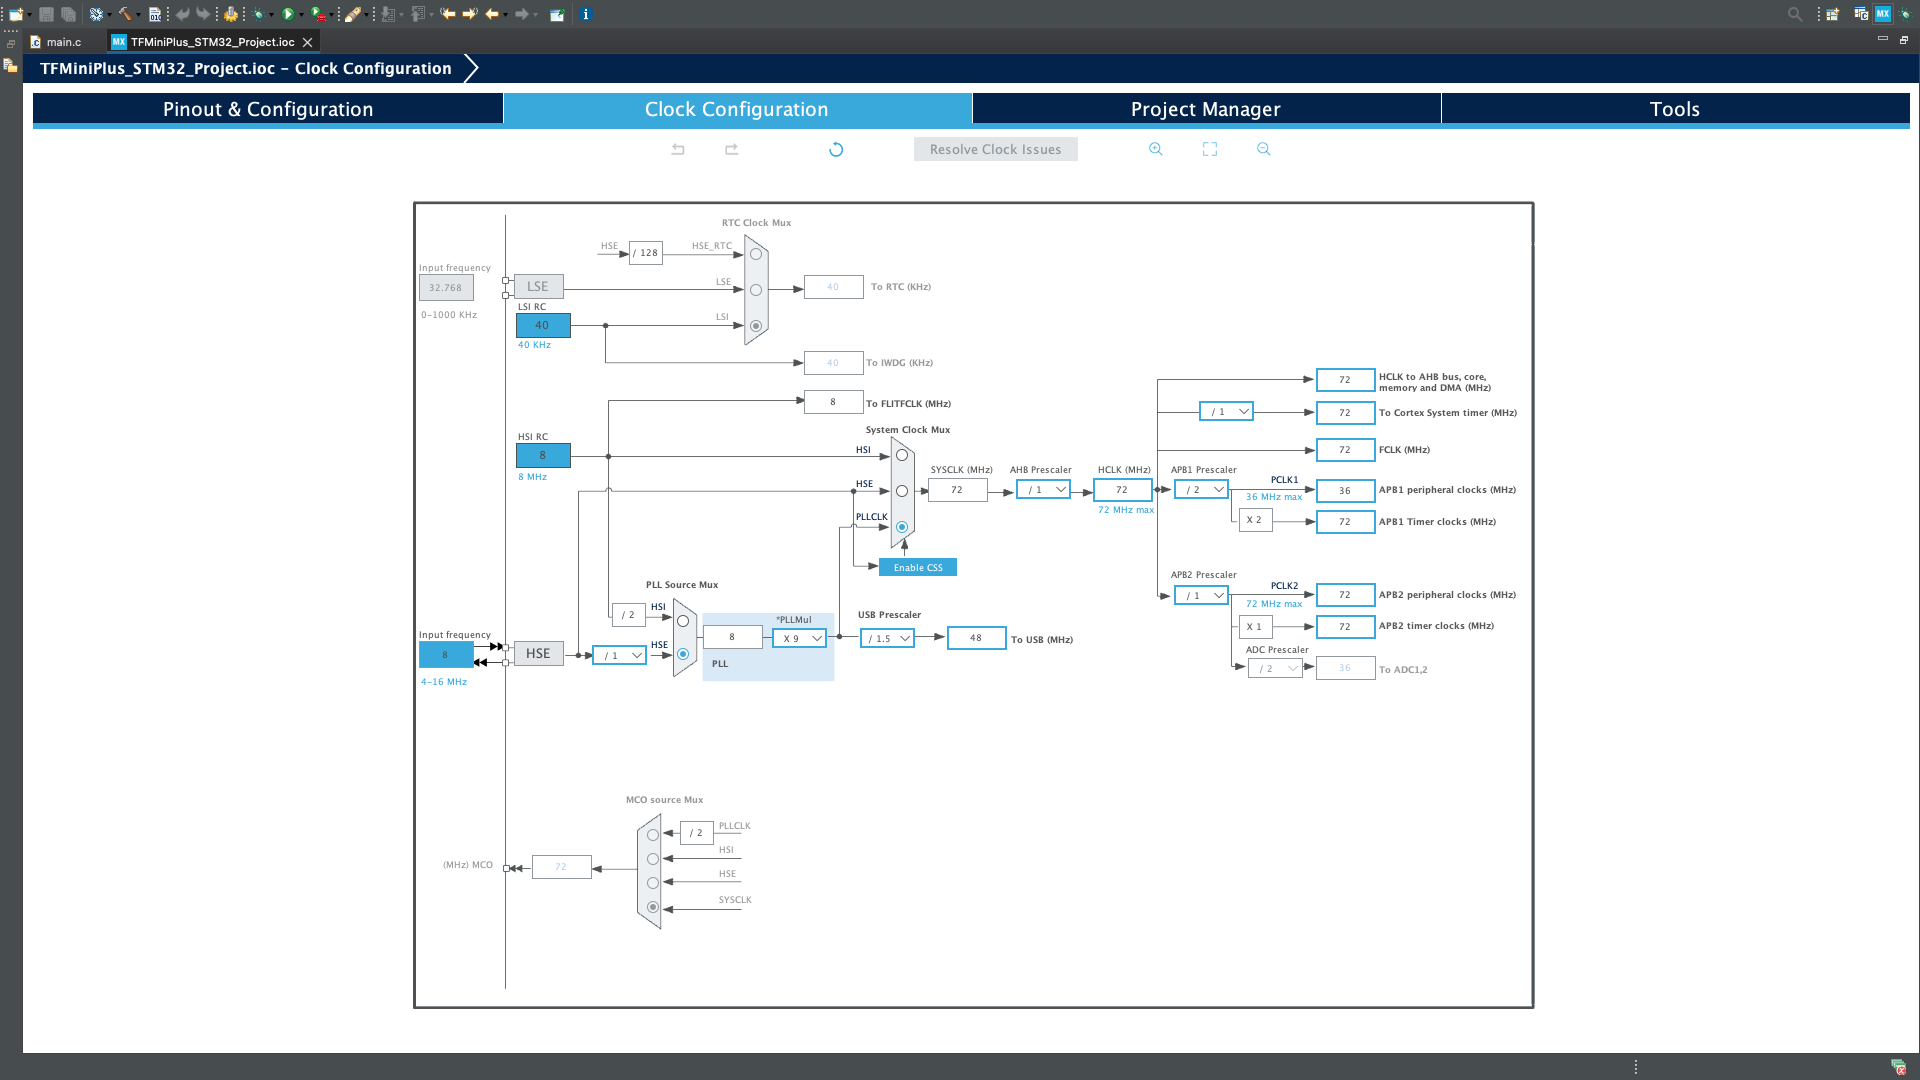 main.c
MX TFMiniPlus_STM32_Project.ioc
MX
TFMiniPlus_STM32_Project.ioc – Clock Configuration
Pinout & Configuration
Clock Configuration
Project Manager
Tools
Resolve Clock Issues
RTC Clock Mux
HSE
/ 128
HSE_RTC
Input frequency
32.768
0-1000 KHz
LSE
LSE
40
To RTC (KHz)
LSI RC
40
40 KHz
LSI
40
To IWDG (KHz)
8
To FLITFCLK (MHz)
System Clock Mux
HSI RC
8
8 MHz
HSI
HSE
PLLCLK
Enable CSS
SYSCLK (MHz)
72
AHB Prescaler
/ 1
HCLK (MHz)
72
72 MHz max
72
HCLK to AHB bus, core,
memory and DMA (MHz)
/ 1
72
To Cortex System timer (MHz)
72
FCLK (MHz)
APB1 Prescaler
/ 2
PCLK1
36 MHz max
36
APB1 peripheral clocks (MHz)
X 2
72
APB1 Timer clocks (MHz)
APB2 Prescaler
/ 1
PCLK2
72 MHz max
72
APB2 peripheral clocks (MHz)
X 1
72
APB2 timer clocks (MHz)
ADC Prescaler
/ 2
36
To ADC1,2
PLL Source Mux
/ 2
HSI
Input frequency
8
4-16 MHz
HSE
/ 1
HSE
8
*PLLMul
X 9
PLL
USB Prescaler
/ 1.5
48
To USB (MHz)
MCO source Mux
/ 2
PLLCLK
HSI
HSE
SYSCLK
(MHz) MCO
72